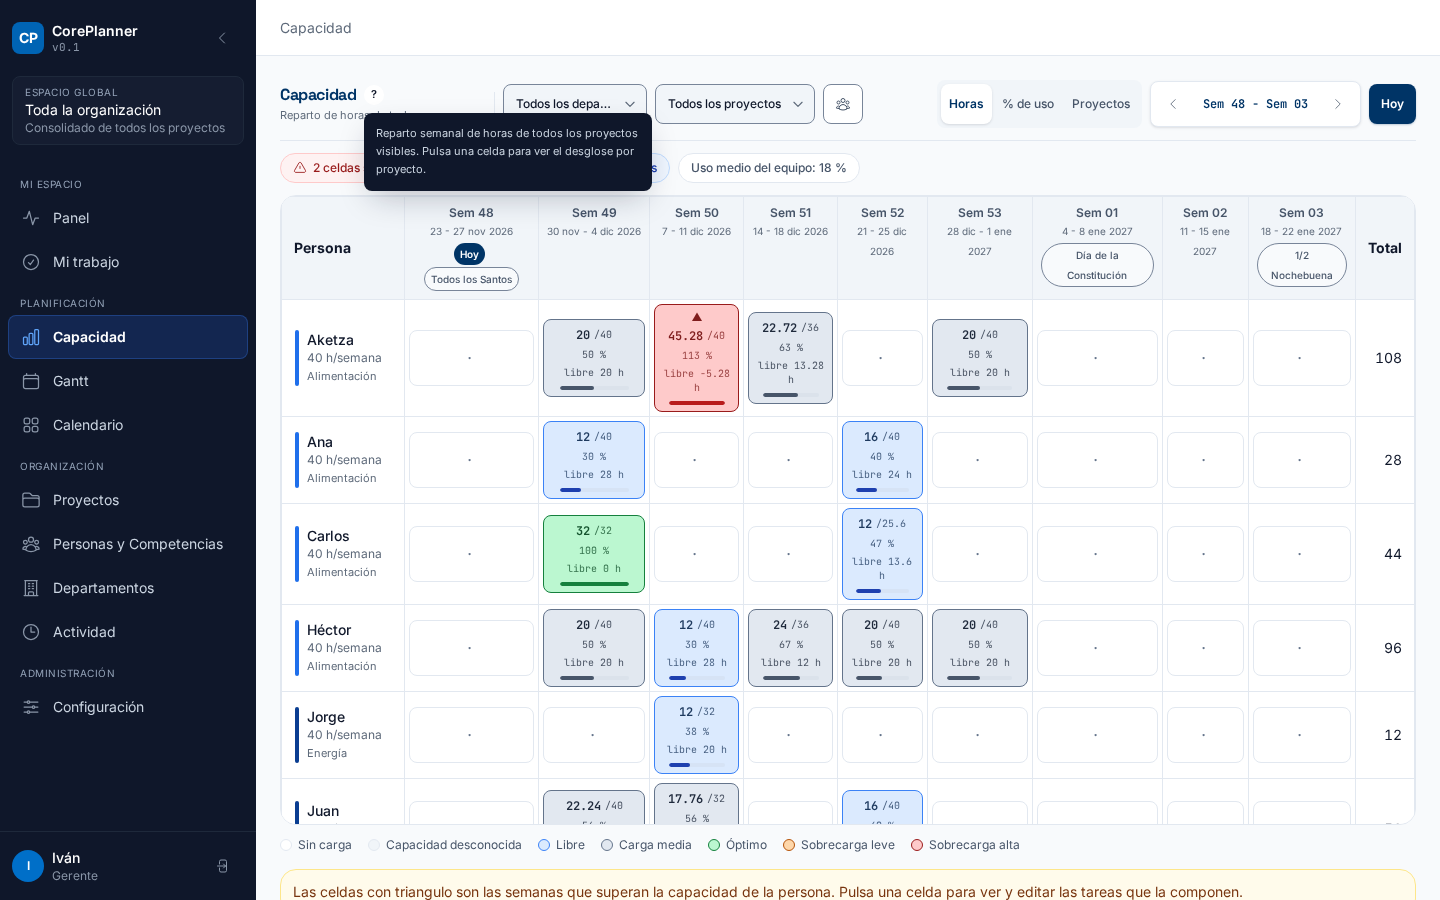 CP
CorePlanner
v0.1
ESPACIO GLOBAL
Toda la organización
Consolidado de todos los proyectos
MI ESPACIO
Panel
Mi trabajo
PLANIFICACIÓN
Capacidad
Gantt
Calendario
ORGANIZACIÓN
Proyectos
Personas y Competencias
Departamentos
Actividad
ADMINISTRACIÓN
Configuración
I
Iván
Gerente
Capacidad
Capacidad ?
Reparto de
Todos los depa...
Todos los proyectos
Horas
% de uso
Proyectos
Sem 48 - Sem 03
Hoy
Reparto semanal de horas de todos los proyectos
visibles. Pulsa una celda para ver el desglose por
proyecto.
2 celdas
Uso medio del equipo: 18 %
Persona
Sem 48
23 - 27 nov 2026
Hoy
Todos los Santos
Sem 49
30 nov - 4 dic 2026
Sem 50
7 - 11 dic 2026
Sem 51
14 - 18 dic 2026
Sem 52
21 - 25 dic
2026
Sem 53
28 dic - 1 ene
2027
Sem 01
4 - 8 ene 2027
Día de la
Constitución
Sem 02
11 - 15 ene
2027
Sem 03
18 - 22 ene 2027
1/2
Nochebuena
Total
Aketza
40 h/semana
Alimentación
·
20 /40
50 %
libre 20 h
▲
45.28 /40
113 %
libre -5.28
h
22.72 /36
63 %
libre 13.28
h
·
20 /40
50 %
libre 20 h
·
·
·
108
Ana
40 h/semana
Alimentación
·
12 /40
30 %
libre 28 h
·
·
16 /40
40 %
libre 24 h
·
·
·
·
28
Carlos
40 h/semana
Alimentación
·
32 /32
100 %
libre 0 h
·
·
12 /25.6
47 %
libre 13.6
h
·
·
·
·
44
Héctor
40 h/semana
Alimentación
·
20 /40
50 %
libre 20 h
12 /40
30 %
libre 28 h
24 /36
67 %
libre 12 h
20 /40
50 %
libre 20 h
20 /40
50 %
libre 20 h
·
·
·
96
Jorge
40 h/semana
Energía
·
·
12 /32
38 %
libre 20 h
·
·
·
·
·
·
12
Juan
22.24 /40
17.76 /32
56 %
16 /40
Sin carga
Capacidad desconocida
Libre
Carga media
Óptimo
Sobrecarga leve
Sobrecarga alta
Las celdas con triangulo son las semanas que superan la capacidad de la persona. Pulsa una celda para ver y editar las tareas que la componen.